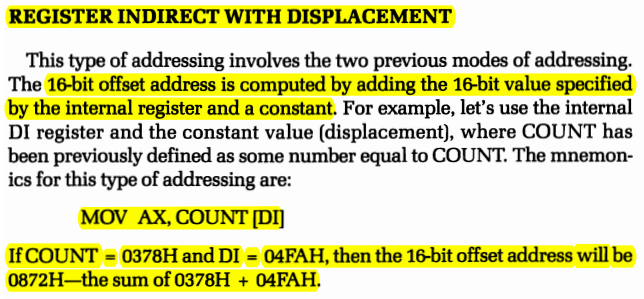 REGISTER INDIRECT WITH DISPLACEMENT
This type of addressing involves the two previous modes of addressing.
The 16-bit offset address is computed by adding the 16-bit value specified
by the internal register and a constant. For example, let's use the internal
DI register and the constant value (displacement), where COUNT has
been previously defined as some number equal to COUNT. The mnemon-
ics for this type of addressing are:
MOV AX, COUNT [DI]
If COUNT = 0378H and DI = 04FAH, then the 16-bit offset address will be
0872H—the sum of 0378H + 04FAH.